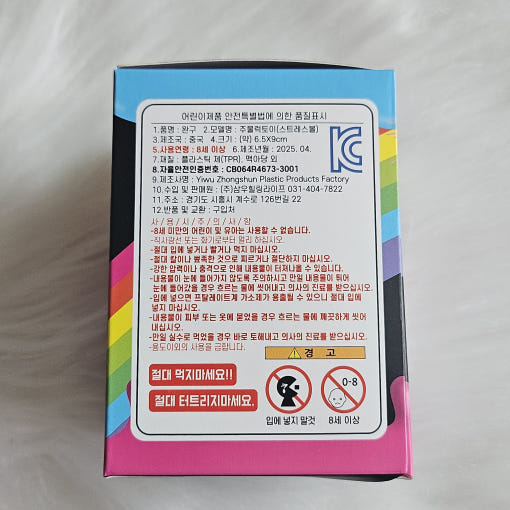 어린이제품 안전특별법에 의한 품질표시
1.품명 : 완구 2.모델명 : 주물럭토이(스트레스볼)
3.제조국 : 중국 4.크기 : (약) 6.5X9cm
5.사용연령 : 8세 이상 6.제조년월 : 2025. 04.
7.재질 : 플라스틱 제(TPR), 맥아당 외
8.자율안전인증번호 : CB064R4673-3001
9.제조사명 : Yiwu Zhongshun Plastic Products Factory
10.수입 및 판매원 : (주)삼우힐링라이프 031-404-7822
11.주소 : 경기도 시흥시 계수로 126번길 22
12.반품 및 교환 : 구입처
사 / 용 / 시 / 주 / 의 / 사 / 항
-8세 미만의 어린이 및 유아는 사용할 수 없습니다.
-직사광선 또는 화기로부터 멀리 하십시오.
-절대 입에 넣거나 빨거나 먹지 마십시오.
-절대 칼이나 뾰족한 것으로 찌르거나 절단하지 마십시오.
-강한 압력이나 충격으로 인해 내용물이 터져나올 수 있습니다.
-내용물이 눈에 들어가지 않도록 주의하시고 만일 내용물이 튀어
눈에 들어갔을 경우 흐르는 물에 씻어내고 의사의 진료를 받으십시오.
-입에 넣으면 프탈레이트계 가소제가 용출될 수 있으니 절대 입에
넣지 마십시오.
-내용물이 피부 또는 옷에 묻었을 경우 흐르는 물에 깨끗하게 씻어
내십시오.
-만일 실수로 먹었을 경우 바로 토해내고 의사의 진료를 받으십시오.
-용도이외의 사용을 금합니다.
경 고
절대 먹지마세요!!
절대 터트리지마세요.
0-8
입에 넣지 말것 8세 이상